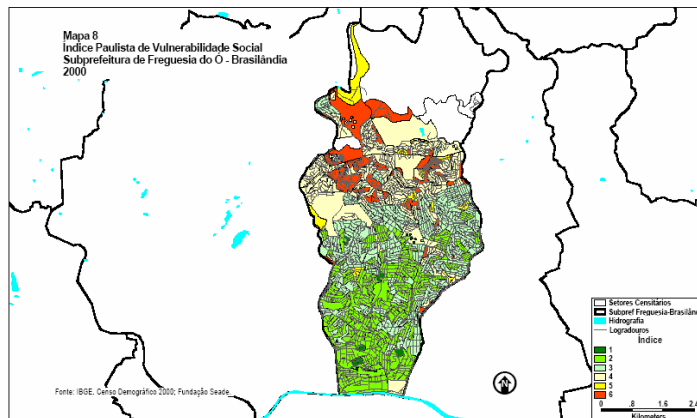 Mapa 8
Índice Paulista de Vulnerabilidade Social
Subprefeitura de Freguesia do Ó - Brasilândia
2000
Setores Censitários
Subpref Freguesia-Brasilân
Hidrografia
Logradouros
Índice
1
2
3
4
5
6
0 .8 1.6 2.4
Kilometers
Fonte: IBGE, Censo Demográfico 2000; Fundação Seade.